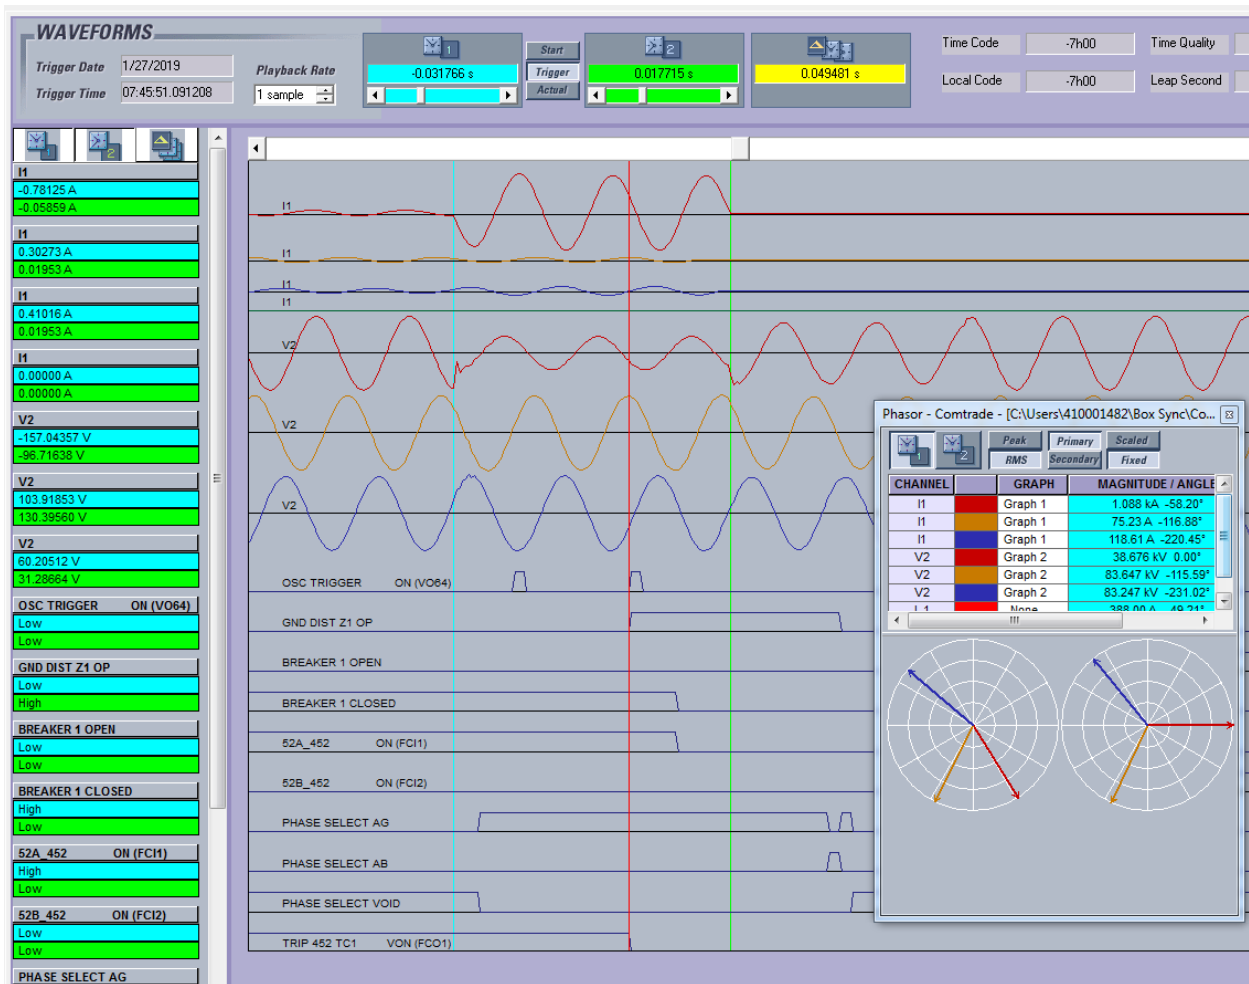 WAVEFORMS
Trigger Date 1/27/2019
Trigger Time 07:45:51.091208
Playback Rate
1 sample
1
-0.031766 s
Start
Trigger
Actual
2
0.017715 s
0.049481 s
Time Code -7h00 Time Quality
Local Code -7h00 Leap Second
1 2
I1
-0.78125 A
-0.05859 A
I1
0.30273 A
0.01953 A
I1
0.41016 A
0.01953 A
I1
0.00000 A
0.00000 A
V2
-157.04357 V
-96.71638 V
V2
103.91853 V
130.39560 V
V2
60.20512 V
31.28664 V
OSC TRIGGER ON (VO64)
Low
Low
GND DIST Z1 OP
Low
High
BREAKER 1 OPEN
Low
Low
BREAKER 1 CLOSED
High
Low
52A_452 ON (FCI1)
High
Low
52B_452 ON (FCI2)
Low
Low
PHASE SELECT AG
I1
I1
I1
I1
V2
V2
V2
OSC TRIGGER ON (VO64)
GND DIST Z1 OP
BREAKER 1 OPEN
BREAKER 1 CLOSED
52A_452 ON (FCI1)
52B_452 ON (FCI2)
PHASE SELECT AG
PHASE SELECT AB
PHASE SELECT VOID
TRIP 452 TC1 VON (FCO1)
Phasor - Comtrade - [C:\Users\410001482\Box Sync\Co...
1 2
Peak Primary Scaled
RMS Secondary Fixed
CHANNEL GRAPH MAGNITUDE / ANGLE
I1 Graph 1 1.088 kA -58.20°
I1 Graph 1 75.23 A -116.88°
I1 Graph 1 118.61 A -220.45°
V2 Graph 2 38.676 kV 0.00°
V2 Graph 2 83.647 kV -115.59°
V2 Graph 2 83.247 kV -231.02°
None 388.00 A -49.21°